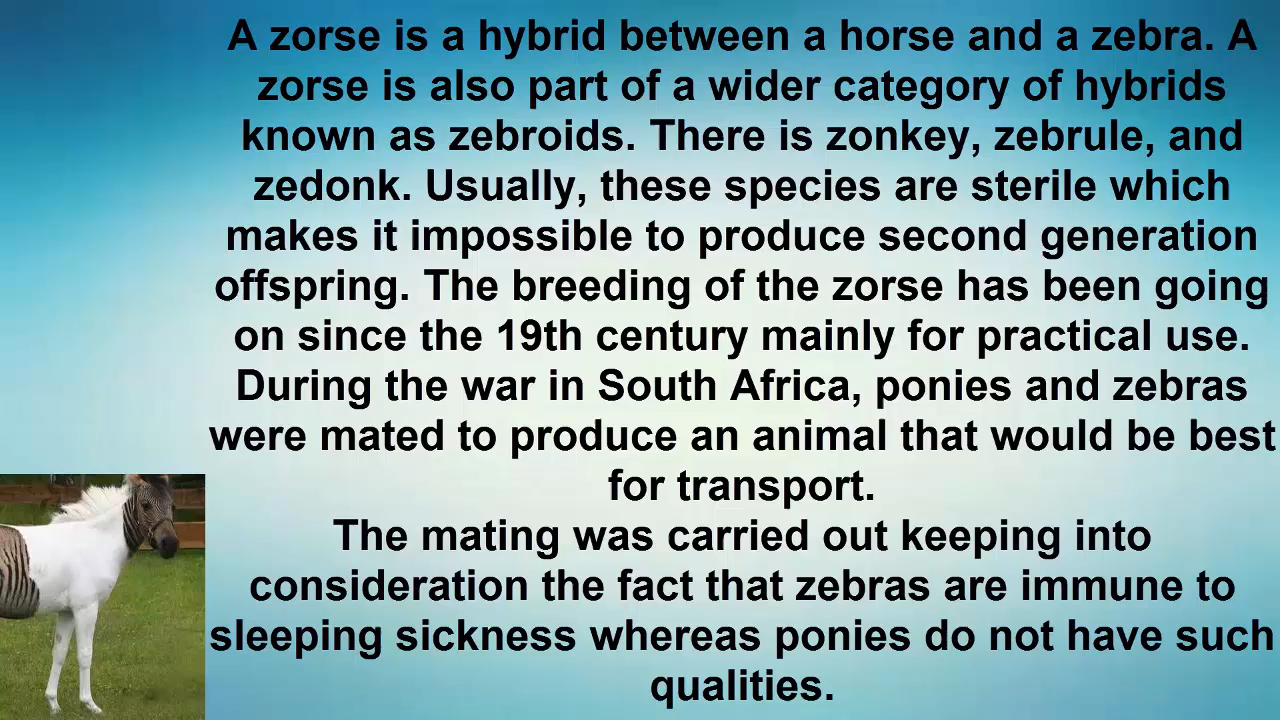 A zorse is a hybrid between a horse and a zebra. A
zorse is also part of a wider category of hybrids
known as zebroids. There is zonkey, zebrule, and
zedonk. Usually, these species are sterile which
makes it impossible to produce second generation
offspring. The breeding of the zorse has been going
on since the 19th century mainly for practical use.
During the war in South Africa, ponies and zebras
were mated to produce an animal that would be best
for transport.
The mating was carried out keeping into
consideration the fact that zebras are immune to
sleeping sickness whereas ponies do not have such
qualities.